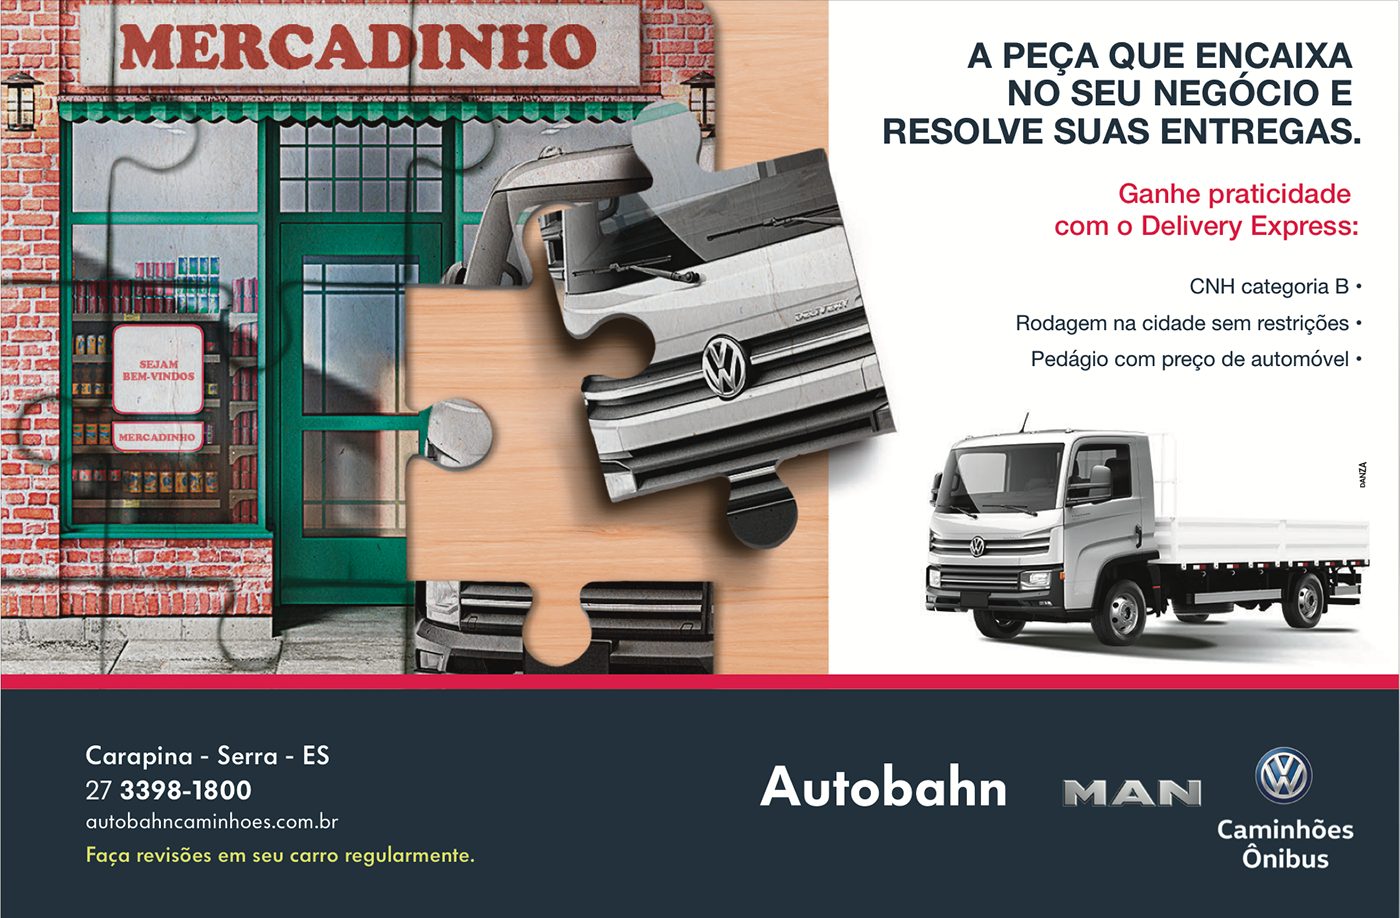 MERCADINHO
SEJAM
BEM-VINDOS
MERCADINHO
DELIVERY
A PEÇA QUE ENCAIXA
NO SEU NEGÓCIO E
RESOLVE SUAS ENTREGAS.
Ganhe praticidade
com o Delivery Express:
CNH categoria B •
Rodagem na cidade sem restrições •
Pedágio com preço de automóvel •
DANZA
Carapina - Serra - ES
27 3398-1800
autobahncaminhoes.com.br
Faça revisões em seu carro regularmente.
Autobahn
MAN
Caminhões
Ônibus